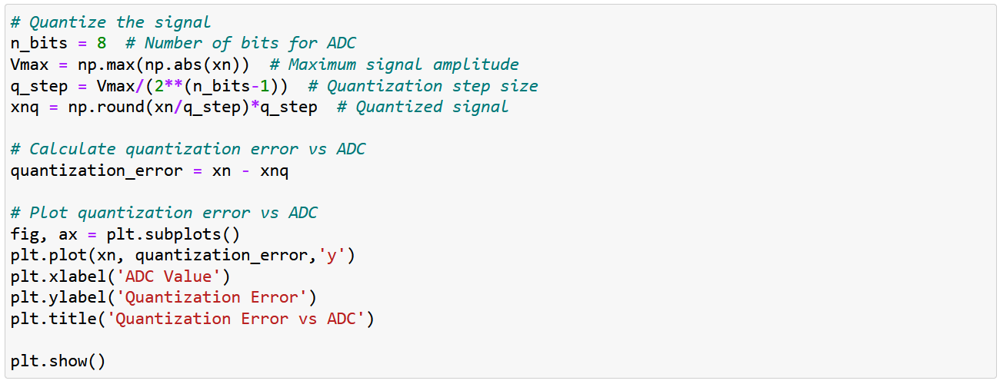 # Quantize the signal
n_bits = 8  # Number of bits for ADC
Vmax = np.max(np.abs(xn))  # Maximum signal amplitude
q_step = Vmax/(2**(n_bits-1))  # Quantization step size
xnq = np.round(xn/q_step)*q_step  # Quantized signal
# Calculate quantization error vs ADC
quantization_error = xn - xnq
# Plot quantization error vs ADC
fig, ax = plt.subplots()
plt.plot(xn, quantization_error,'y')
plt.xlabel('ADC Value')
plt.ylabel('Quantization Error')
plt.title('Quantization Error vs ADC')
plt.show()